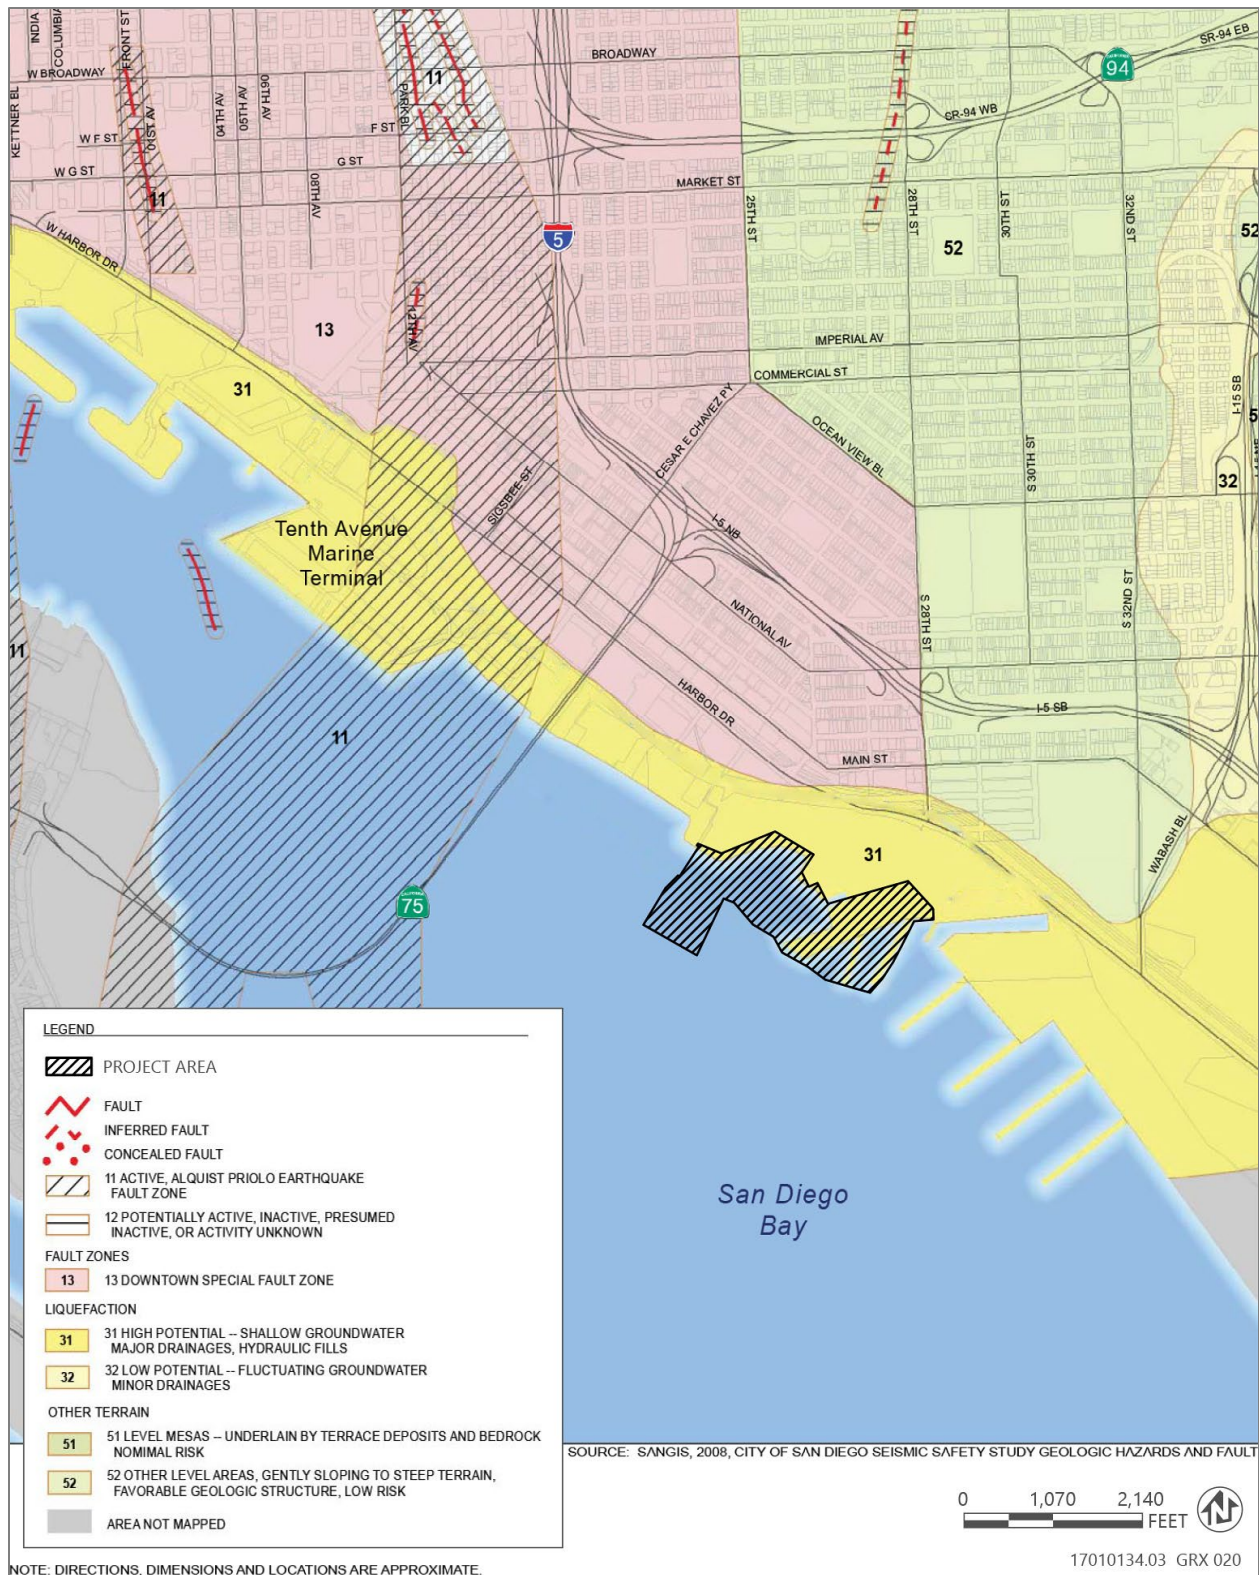 INDIA
COLUMBIA
FRONT ST
BROADWAY
SR-94 EB
94
W BROADWAY
KETTNER BL
01ST AV
04TH AV
05TH AV
06TH AV
PARK BL
11
SR-94 WB
W F ST
F ST
W G ST
G ST
08TH AV
MARKET ST
11
25TH ST
28TH ST
30TH ST
32ND ST
W HARBOR DR
5
52
52
12TH AV
13
IMPERIAL AV
31
COMMERCIAL ST
I-15 SB
CESAR E CHAVEZ PY
OCEAN VIEW BL
S 30TH ST
32
SIGSBEE ST
I-5 NB
Tenth Avenue
Marine
Terminal
NATIONAL AV
S 28TH ST
S 32ND ST
11
HARBOR DR
I-5 SB
11
MAIN ST
WABASH BL
31
75
San Diego
Bay
LEGEND
PROJECT AREA
FAULT
INFERRED FAULT
CONCEALED FAULT
11 ACTIVE, ALQUIST PRIOLO EARTHQUAKE
FAULT ZONE
12 POTENTIALLY ACTIVE, INACTIVE, PRESUMED
INACTIVE, OR ACTIVITY UNKNOWN
FAULT ZONES
13 13 DOWNTOWN SPECIAL FAULT ZONE
LIQUEFACTION
31 31 HIGH POTENTIAL -- SHALLOW GROUNDWATER
MAJOR DRAINAGES, HYDRAULIC FILLS
32 32 LOW POTENTIAL -- FLUCTUATING GROUNDWATER
MINOR DRAINAGES
OTHER TERRAIN
51 51 LEVEL MESAS -- UNDERLAIN BY TERRACE DEPOSITS AND BEDROCK
NOMIMAL RISK
52 52 OTHER LEVEL AREAS, GENTLY SLOPING TO STEEP TERRAIN,
FAVORABLE GEOLOGIC STRUCTURE, LOW RISK
AREA NOT MAPPED
SOURCE: SANGIS, 2008, CITY OF SAN DIEGO SEISMIC SAFETY STUDY GEOLOGIC HAZARDS AND FAULT
0 1,070 2,140
FEET
N
17010134.03 GRX 020
NOTE: DIRECTIONS, DIMENSIONS AND LOCATIONS ARE APPROXIMATE.